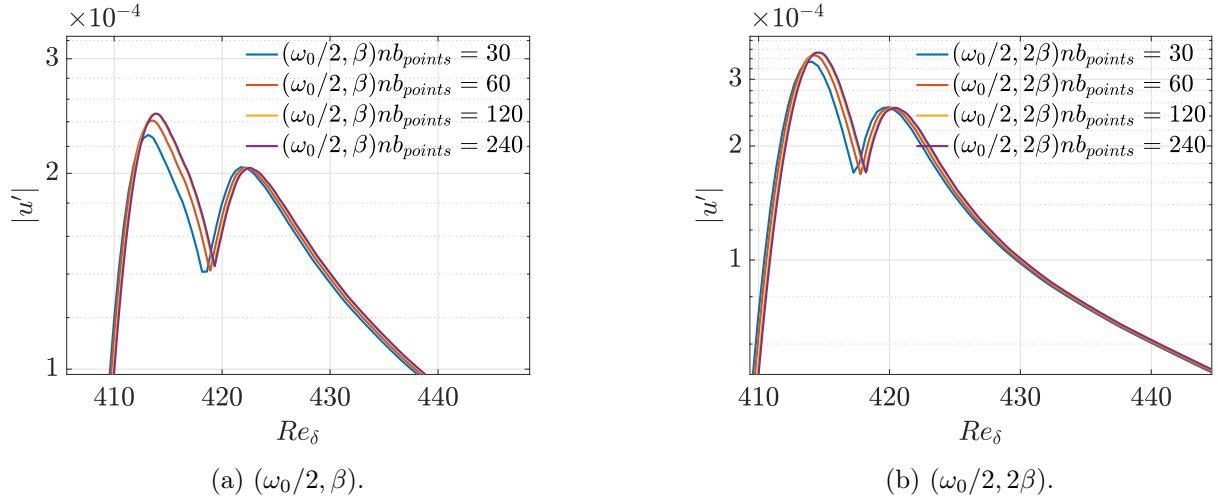 ×10⁻⁴
3
2
1
|u′|
(ω₀/2, β)nb_points = 30
(ω₀/2, β)nb_points = 60
(ω₀/2, β)nb_points = 120
(ω₀/2, β)nb_points = 240
410 420 430 440
Re_δ
(a) (ω₀/2, β).
×10⁻⁴
3
2
1
|u′|
(ω₀/2, 2β)nb_points = 30
(ω₀/2, 2β)nb_points = 60
(ω₀/2, 2β)nb_points = 120
(ω₀/2, 2β)nb_points = 240
410 420 430 440
Re_δ
(b) (ω₀/2, 2β).